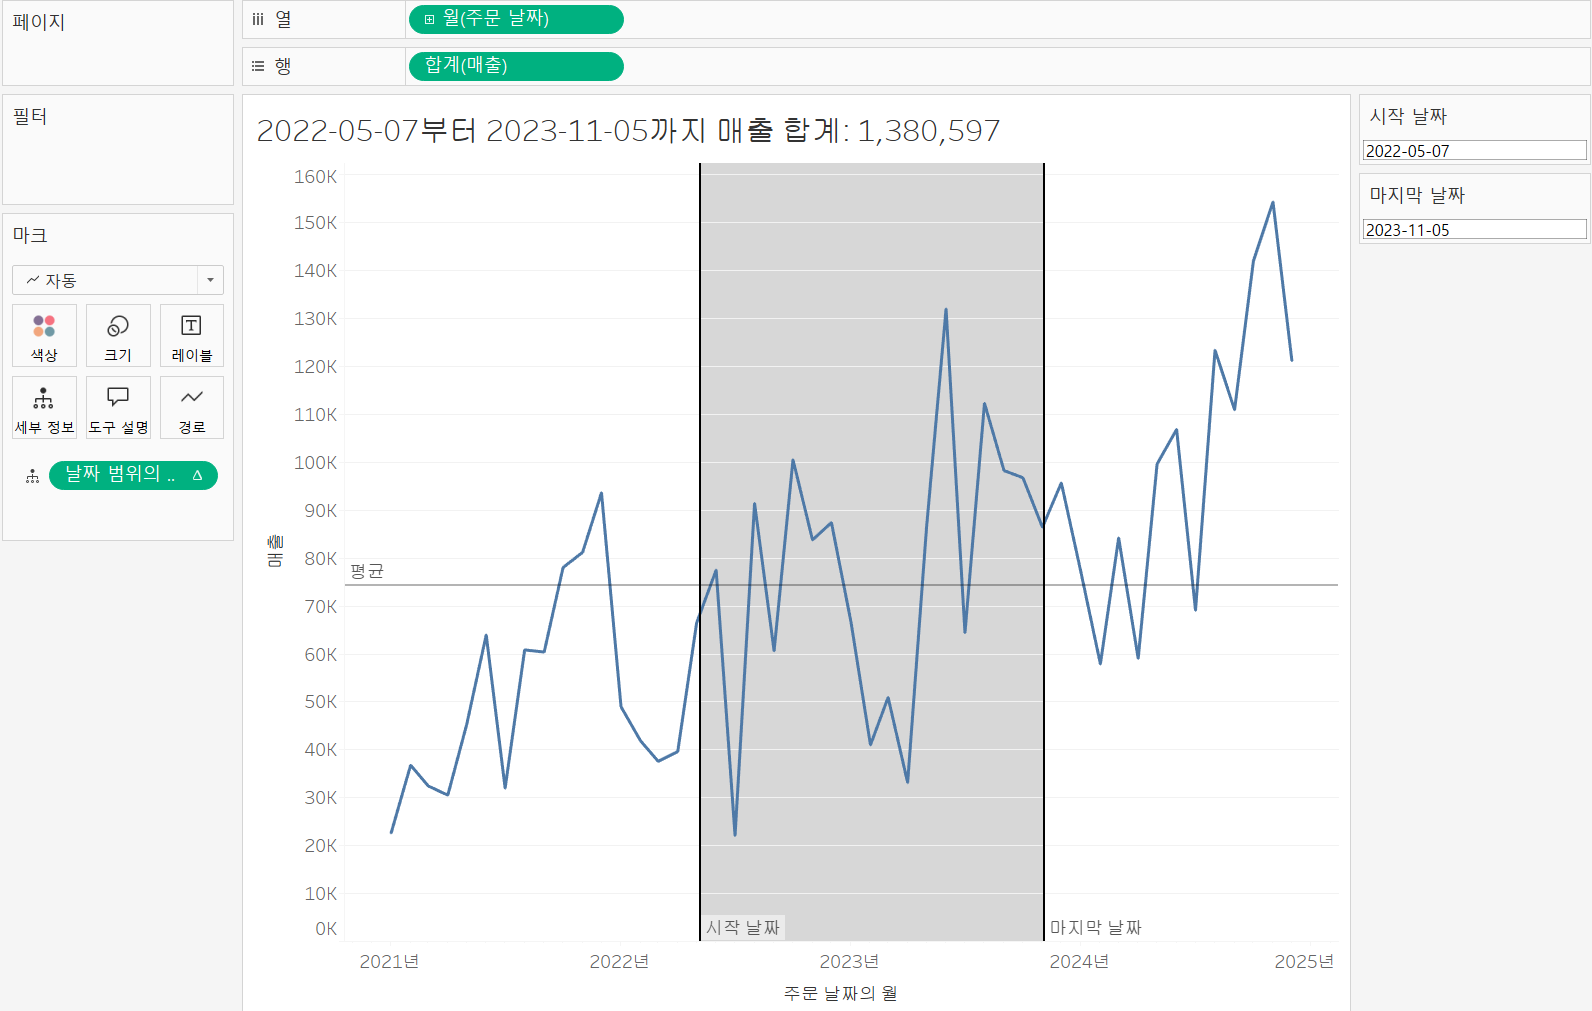 페이지
열
월(주문 날짜)
행
합계(매출)
필터
마크
자동
색상
크기
레이블
세부 정보
도구 설명
경로
날짜 범위의 ..
2022-05-07부터 2023-11-05까지 매출 합계: 1,380,597
160K
150K
140K
130K
120K
110K
100K
90K
80K
70K
60K
50K
40K
30K
20K
10K
0K
매출
평균
시작 날짜
마지막 날짜
2021년
2022년
2023년
2024년
2025년
주문 날짜의 월
시작 날짜
2022-05-07
마지막 날짜
2023-11-05